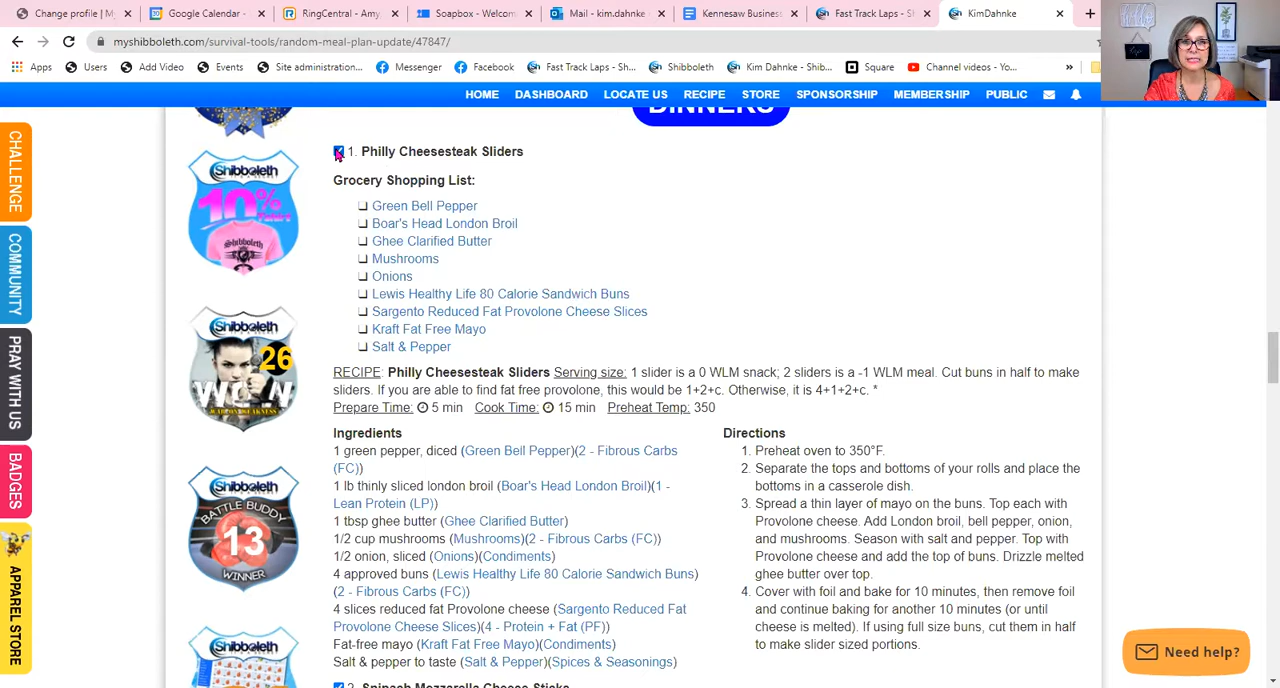 Change profile | M
Google Calendar -
RingCentral - Amy
Soapbox - Welcom
Mail - kim.dahnke
Kennesaw Business
Fast Track Laps - Sh
KimDahnke
myshibboleth.com/survival-tools/random-meal-plan-update/47847/
Apps
Users
Add Video
Events
Site administration...
Messenger
Fast Track Laps - Sh...
Shibboleth
Kim Dahnke - Shib...
Square
Channel videos - Yo...
»
HOME DASHBOARD LOCATE US RECIPE STORE SPONSORSHIP MEMBERSHIP PUBLIC
DINNERS
CHALLENGE
COMMUNITY
PRAY WITH US
BADGES
APPAREL STORE
Shibboleth
10%
Shibboleth
Shibboleth
26
WOW
WAR ON WEAKNESS
Shibboleth
BATTLE BUDDY
13
WINNER
Shibboleth
1. Philly Cheesesteak Sliders
Grocery Shopping List:
❑ Green Bell Pepper
❑ Boar's Head London Broil
❑ Ghee Clarified Butter
❑ Mushrooms
❑ Onions
❑ Lewis Healthy Life 80 Calorie Sandwich Buns
❑ Sargento Reduced Fat Provolone Cheese Slices
❑ Kraft Fat Free Mayo
❑ Salt & Pepper
RECIPE: Philly Cheesesteak Sliders Serving size: 1 slider is a 0 WLM snack; 2 sliders is a -1 WLM meal. Cut buns in half to make
sliders. If you are able to find fat free provolone, this would be 1+2+c. Otherwise, it is 4+1+2+c. *
Prepare Time: 5 min Cook Time: 15 min Preheat Temp: 350
Ingredients
1 green pepper, diced (Green Bell Pepper)(2 - Fibrous Carbs
(FC))
1 lb thinly sliced london broil (Boar's Head London Broil)(1 -
Lean Protein (LP))
1 tbsp ghee butter (Ghee Clarified Butter)
1/2 cup mushrooms (Mushrooms)(2 - Fibrous Carbs (FC))
1/2 onion, sliced (Onions)(Condiments)
4 approved buns (Lewis Healthy Life 80 Calorie Sandwich Buns)
(2 - Fibrous Carbs (FC))
4 slices reduced fat Provolone cheese (Sargento Reduced Fat
Provolone Cheese Slices)(4 - Protein + Fat (PF))
Fat-free mayo (Kraft Fat Free Mayo)(Condiments)
Salt & pepper to taste (Salt & Pepper)(Spices & Seasonings)
Directions
1. Preheat oven to 350°F.
2. Separate the tops and bottoms of your rolls and place the
bottoms in a casserole dish.
3. Spread a thin layer of mayo on the buns. Top each with
Provolone cheese. Add London broil, bell pepper, onion,
and mushrooms. Season with salt and pepper. Top with
Provolone cheese and add the top of buns. Drizzle melted
ghee butter over top.
4. Cover with foil and bake for 10 minutes, then remove foil
and continue baking for another 10 minutes (or until
cheese is melted). If using full size buns, cut them in half
to make slider sized portions.
2. Spinach Mozzarella Cheese Sticks
Need help?